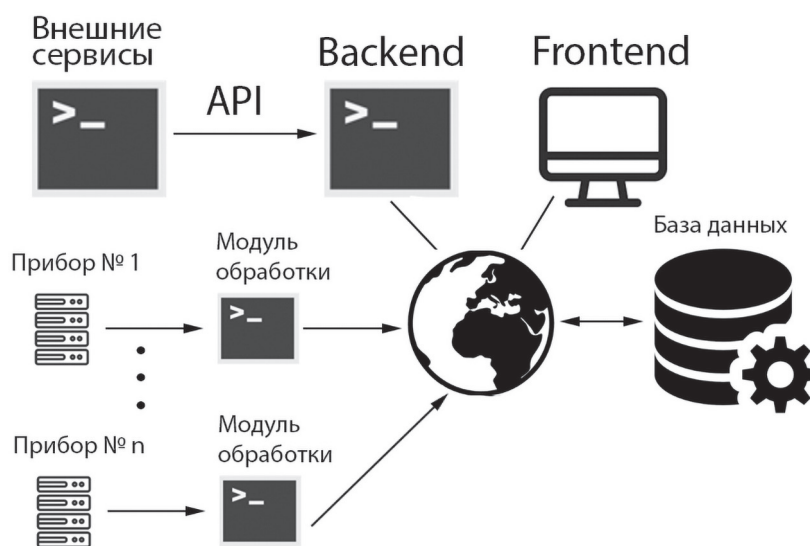 Внешние
сервисы
API
Backend
Frontend
>_
>_
База данных
Прибор № 1
Модуль
обработки
>_
Прибор № n
Модуль
обработки
>_